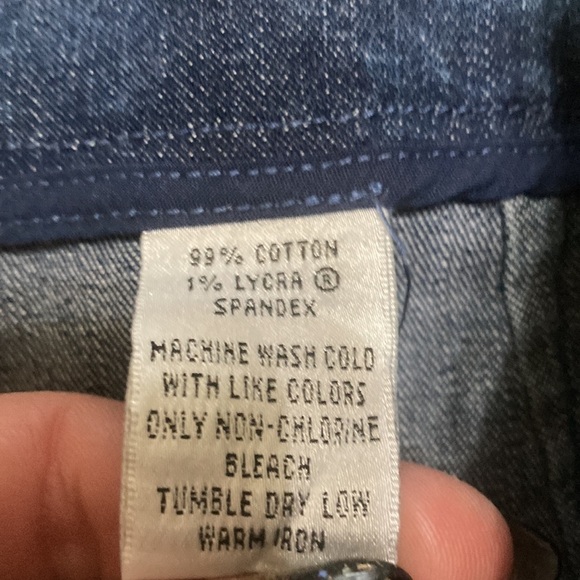 99% COTTON
1% LYCRA ®
SPANDEX
MACHINE WASH COLD
WITH LIKE COLORS
ONLY NON-CHLORINE
BLEACH
TUMBLE DRY LOW
WARM IRON